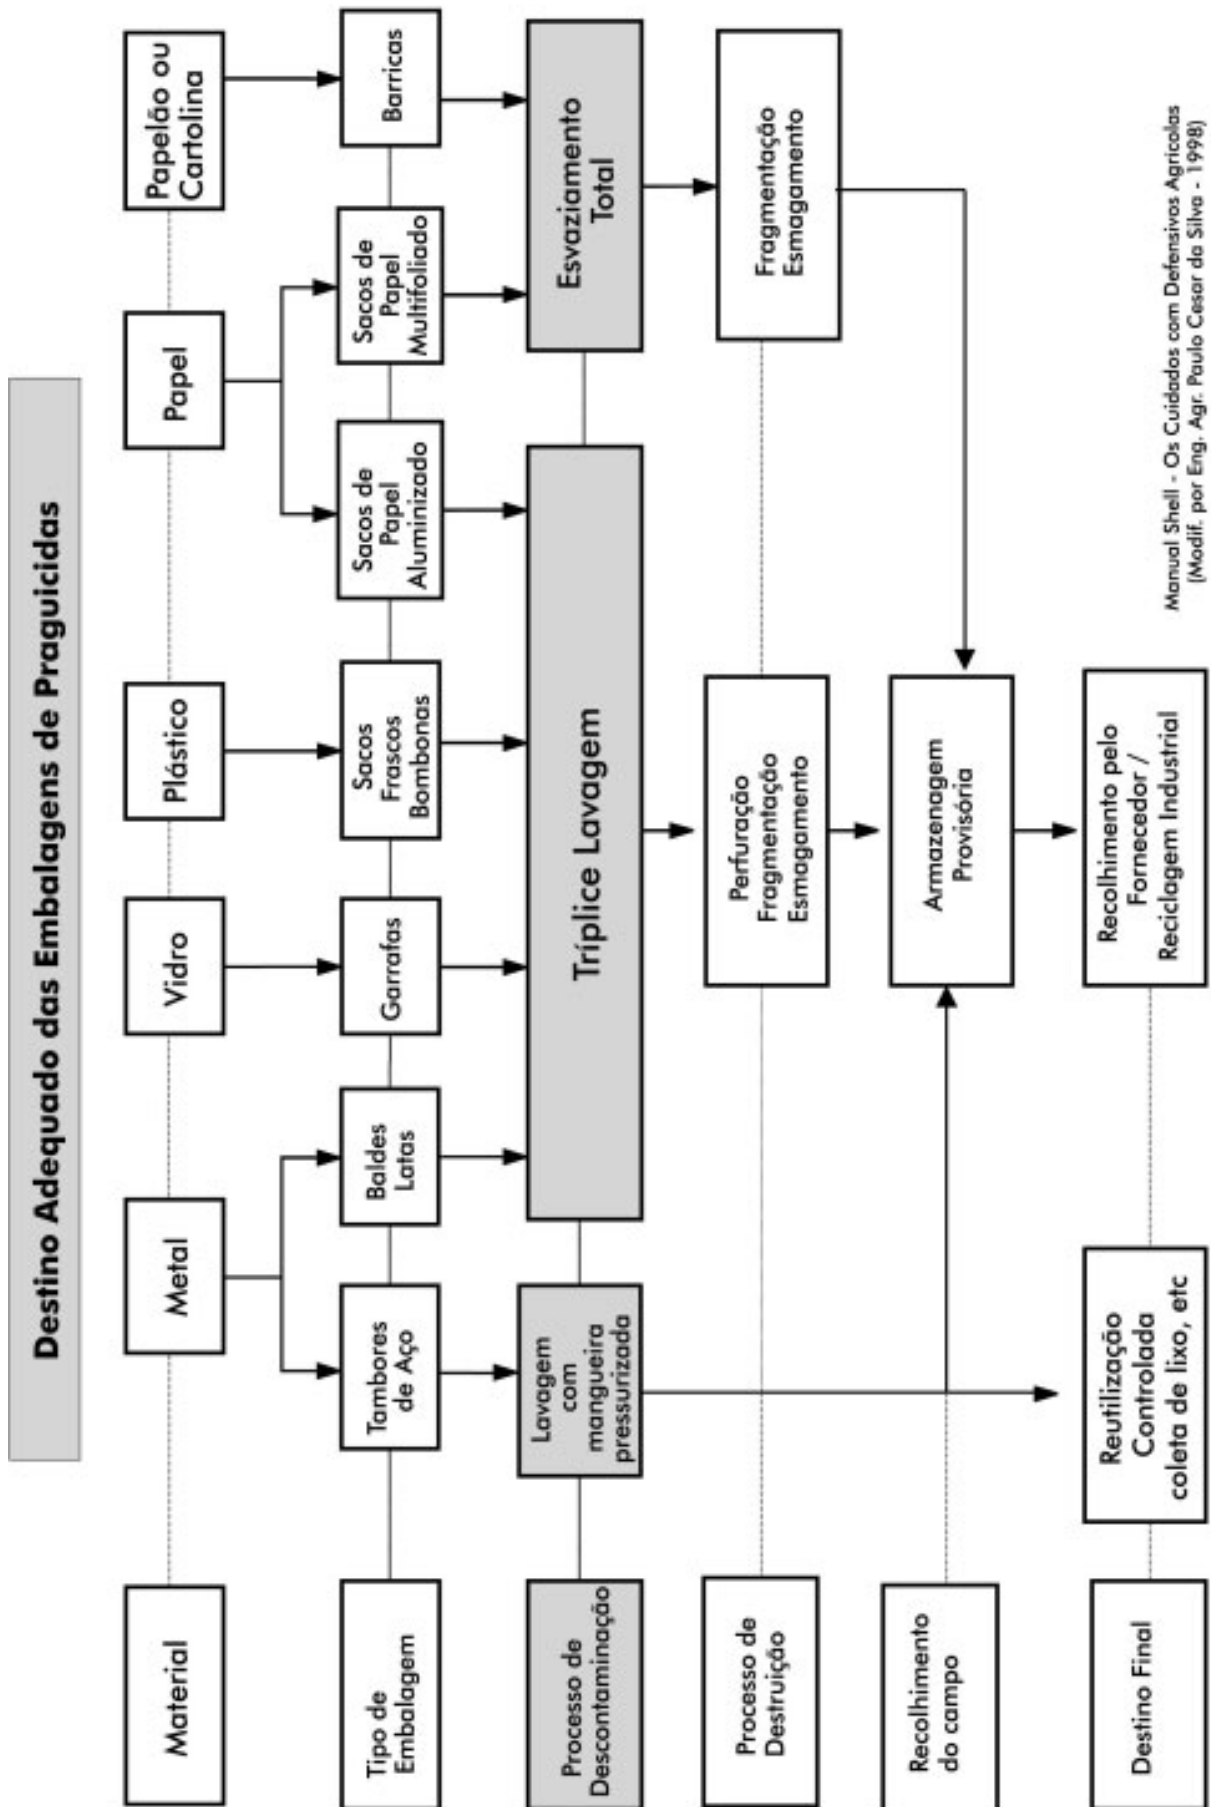 Destino Adequado das Embalagens de Praguicidas
Material
Metal
Vidro
Plástico
Papel
Papelão ou
Cartolina
Tipo de
Embalagem
Tambores
de Aço
Baldes
Latas
Garrafas
Sacos
Frascos
Bombonas
Sacos de
Papel
Aluminizado
Sacos de
Papel
Multifoliado
Barricas
Processo de
Descontaminação
Lavagem
com
mangueira
pressurizada
Tríplice Lavagem
Esvaziamento
Total
Processo de
Destruição
Perfuração
Fragmentação
Esmagamento
Fragmentação
Esmagamento
Recolhimento
do campo
Armazenagem
Provisória
Destino Final
Reutilização
Controlada
coleta de lixo, etc
Recolhimento pelo
Fornecedor /
Reciclagem Industrial
Manual Shell - Os Cuidados com Defensivos Agricolas
(Modif. por Eng. Agr. Paulo Cesar da Silva - 1998)